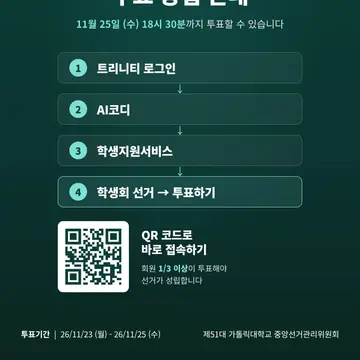 11월 25일 (수) 18시 30분까지 투표할 수 있습니다
1 트리니티 로그인
↓
2 AI코디
↓
3 학생지원서비스
↓
4 학생회 선거 → 투표하기
QR 코드로
바로 접속하기
회원 1/3 이상이 투표해야
선거가 성립합니다
투표기간 | 26/11/23 (월) - 26/11/25 (수)
제51대 가톨릭대학교 중앙선거관리위원회